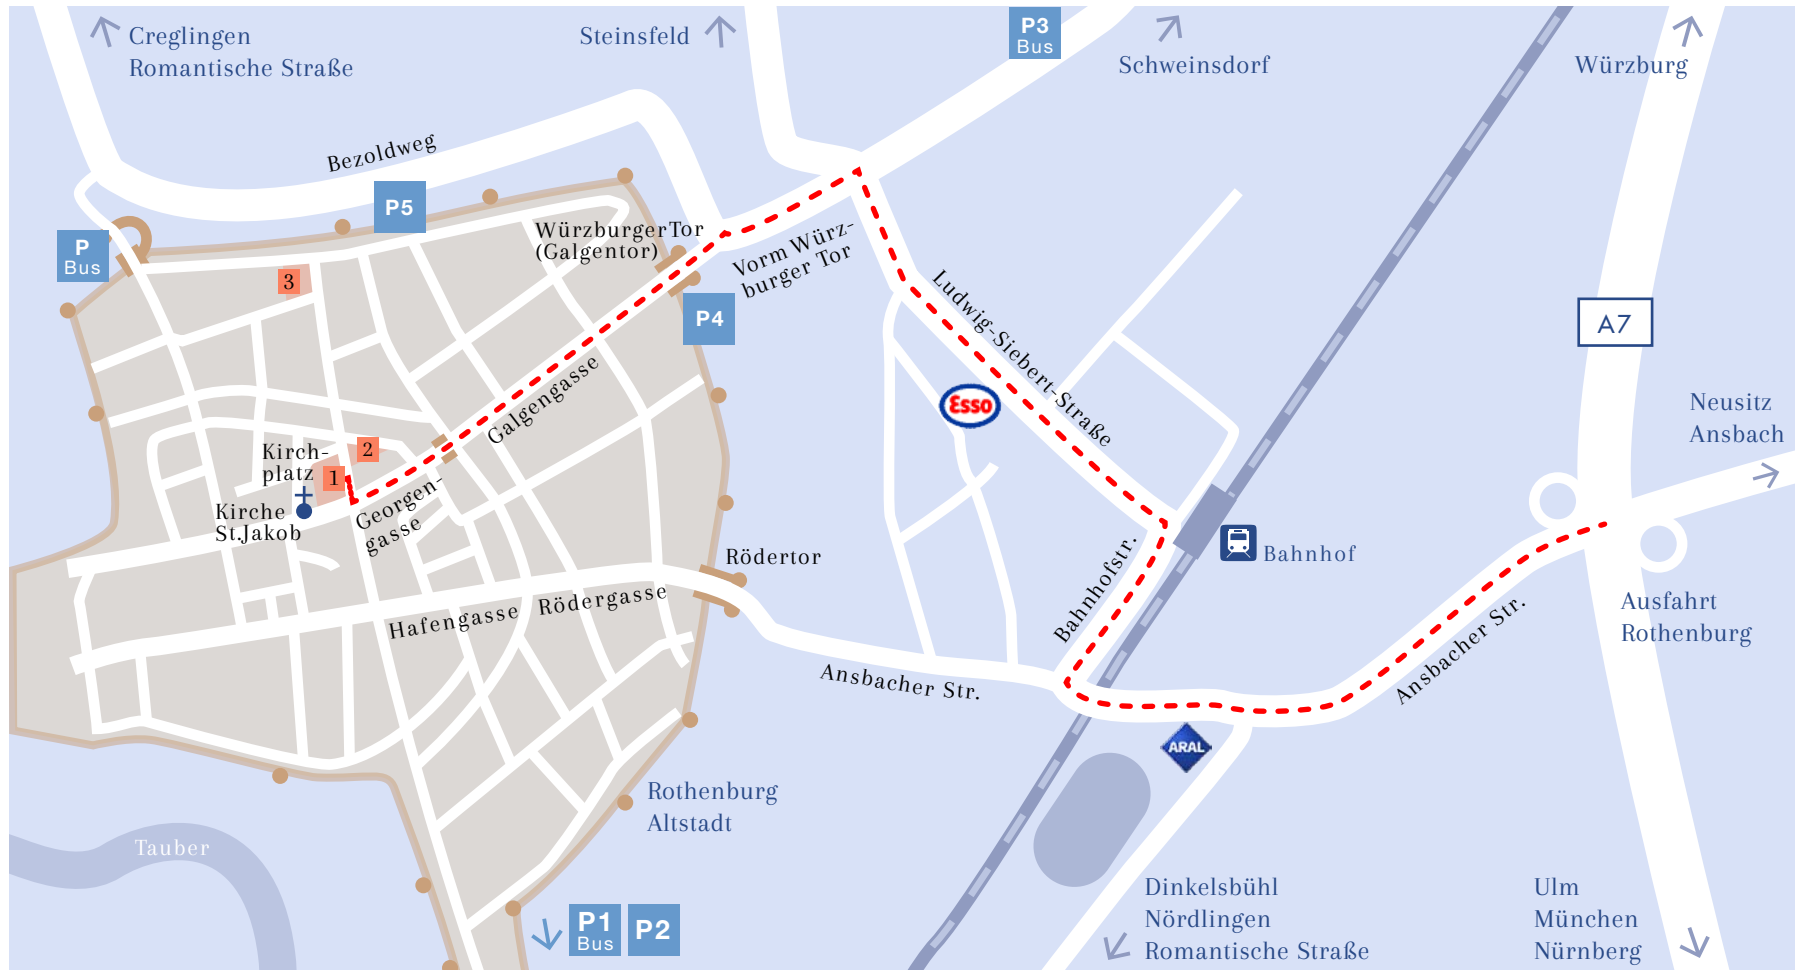 Creglingen
Romantische Straße
Steinsfeld
P3
Bus
Schweinsdorf
Würzburg
Bezoldweg
P5
P
Bus
Würzburger Tor
(Galgentor)
Vorm Würz-
burger Tor
3
P4
Ludwig-Siebert-Straße
A7
Esso
Galgengasse
Neusitz
Ansbach
2
Kirch-
platz
1
Kirche
St.Jakob
Georgen-
gasse
Rödertor
Bahnhofstr.
Bahnhof
Hafengasse
Rödergasse
Ausfahrt
Rothenburg
Ansbacher Str.
Ansbacher Str.
ARAL
Rothenburg
Altstadt
Tauber
P1
Bus
P2
Dinkelsbühl
Nördlingen
Romantische Straße
Ulm
München
Nürnberg